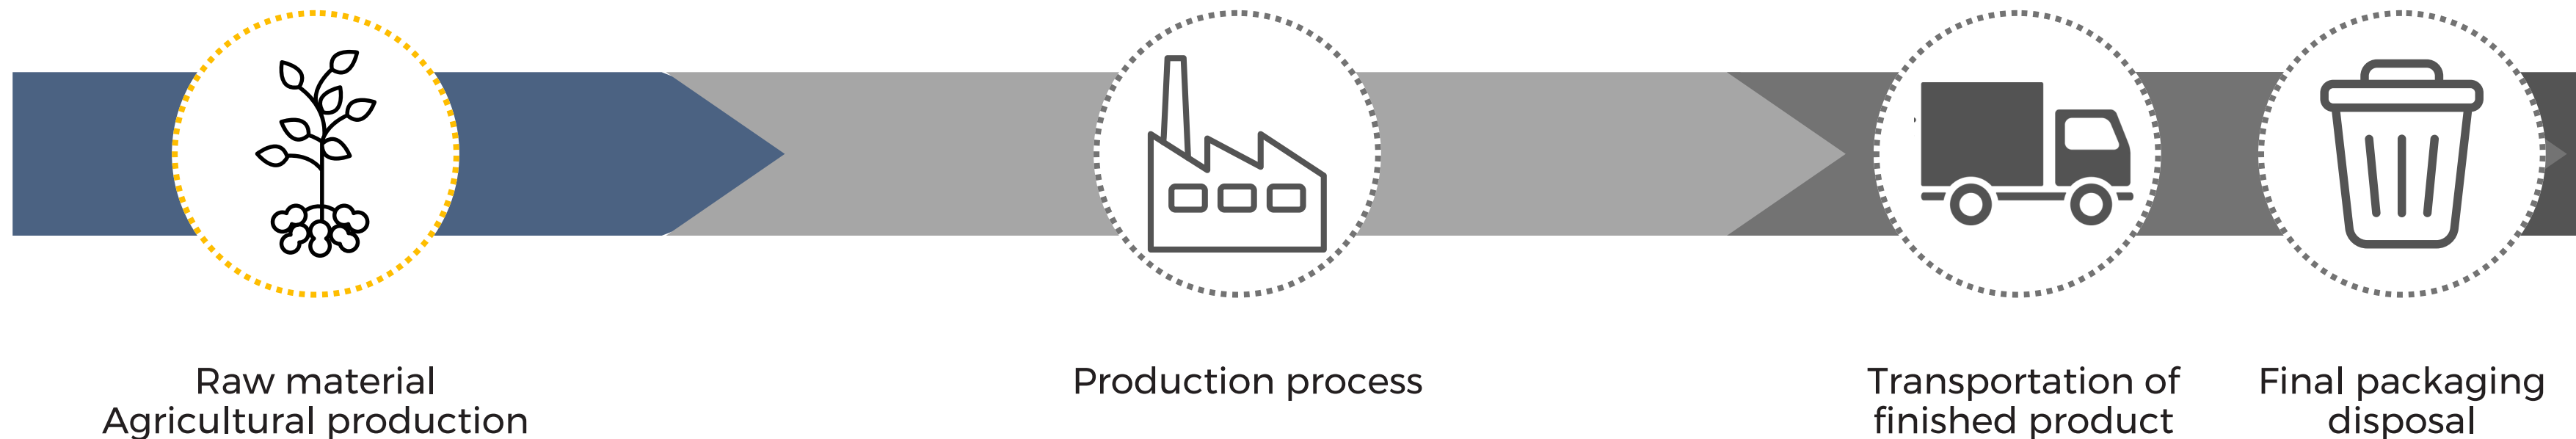 Raw material
Agricultural production
Production process
Transportation of
finished product
Final packaging
disposal